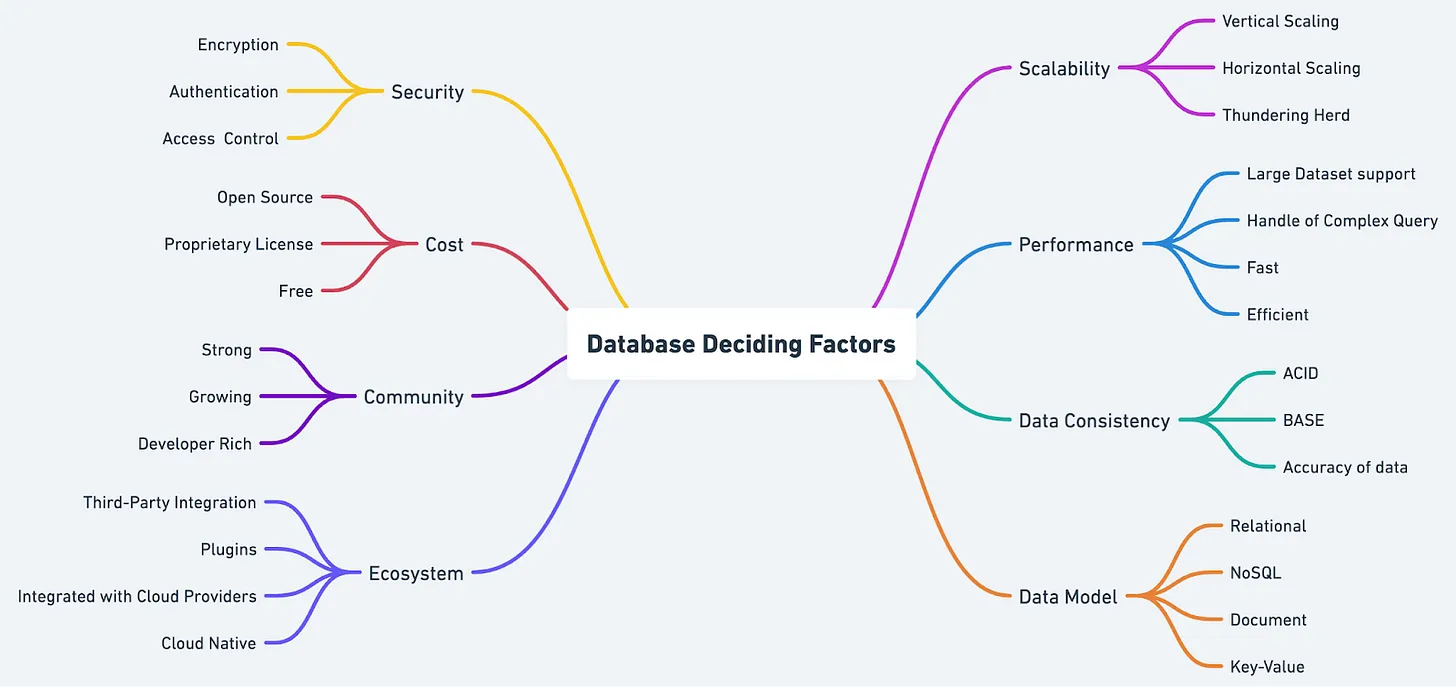 Database Deciding Factors
Security
Encryption
Authentication
Access  Control
Cost
Open Source
Proprietary License
Free
Community
Strong
Growing
Developer Rich
Ecosystem
Third-Party Integration
Plugins
Integrated with Cloud Providers
Cloud Native
Scalability
Vertical Scaling
Horizontal Scaling
Thundering Herd
Performance
Large Dataset support
Handle of Complex Query
Fast
Efficient
Data Consistency
ACID
BASE
Accuracy of data
Data Model
Relational
NoSQL
Document
Key-Value